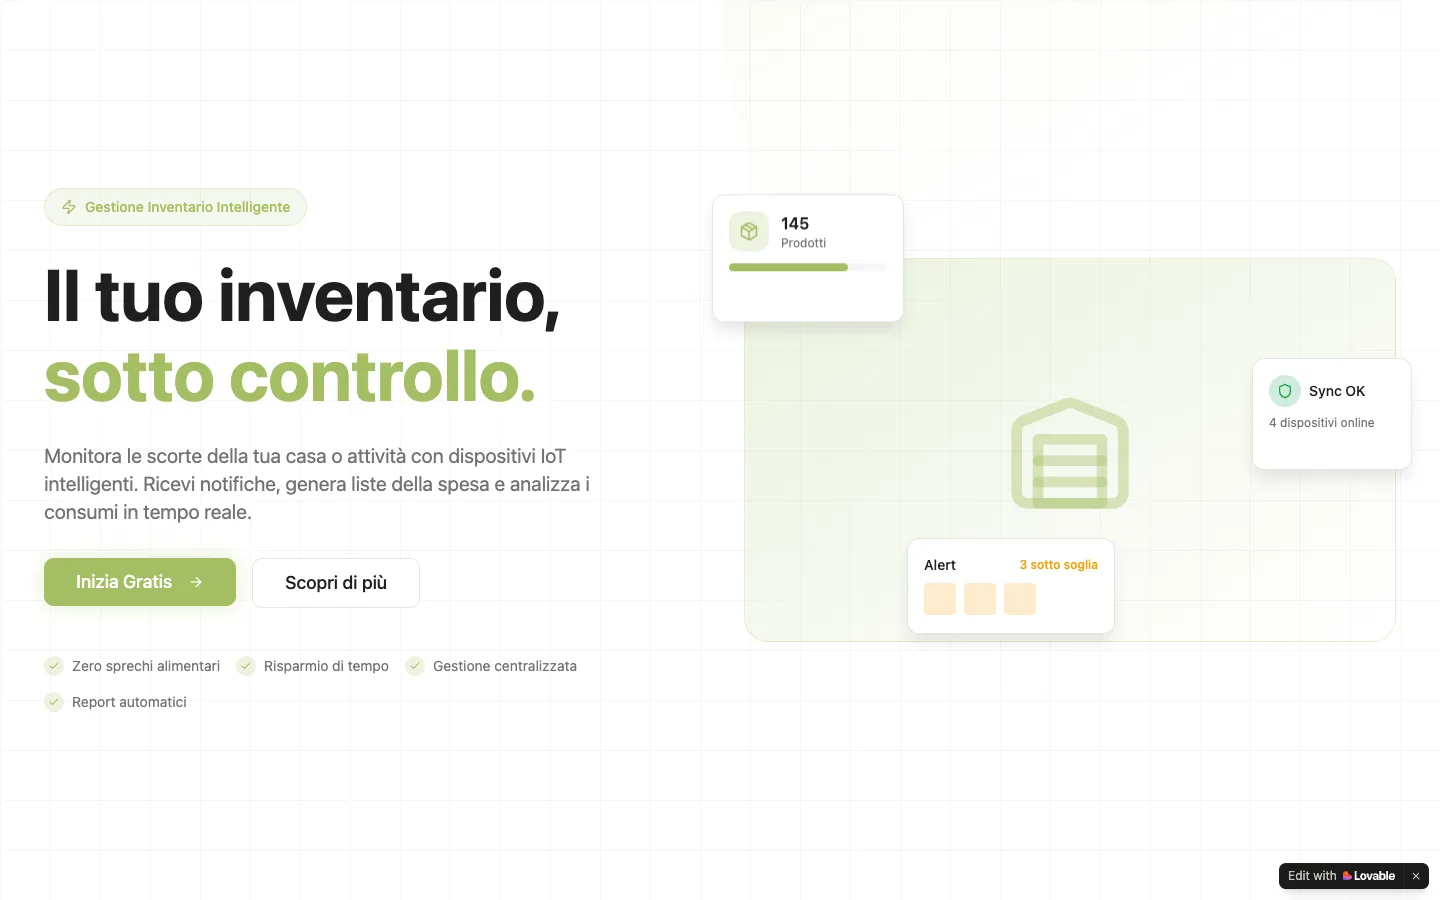 Gestione Inventario Intelligente
Il tuo inventario,
sotto controllo.
Monitora le scorte della tua casa o attività con dispositivi IoT
intelligenti. Ricevi notifiche, genera liste della spesa e analizza i
consumi in tempo reale.
Inizia Gratis
Scopri di più
Zero sprechi alimentari
Risparmio di tempo
Gestione centralizzata
Report automatici
145
Prodotti
Sync OK
4 dispositivi online
Alert
3 sotto soglia
Edit with Lovable